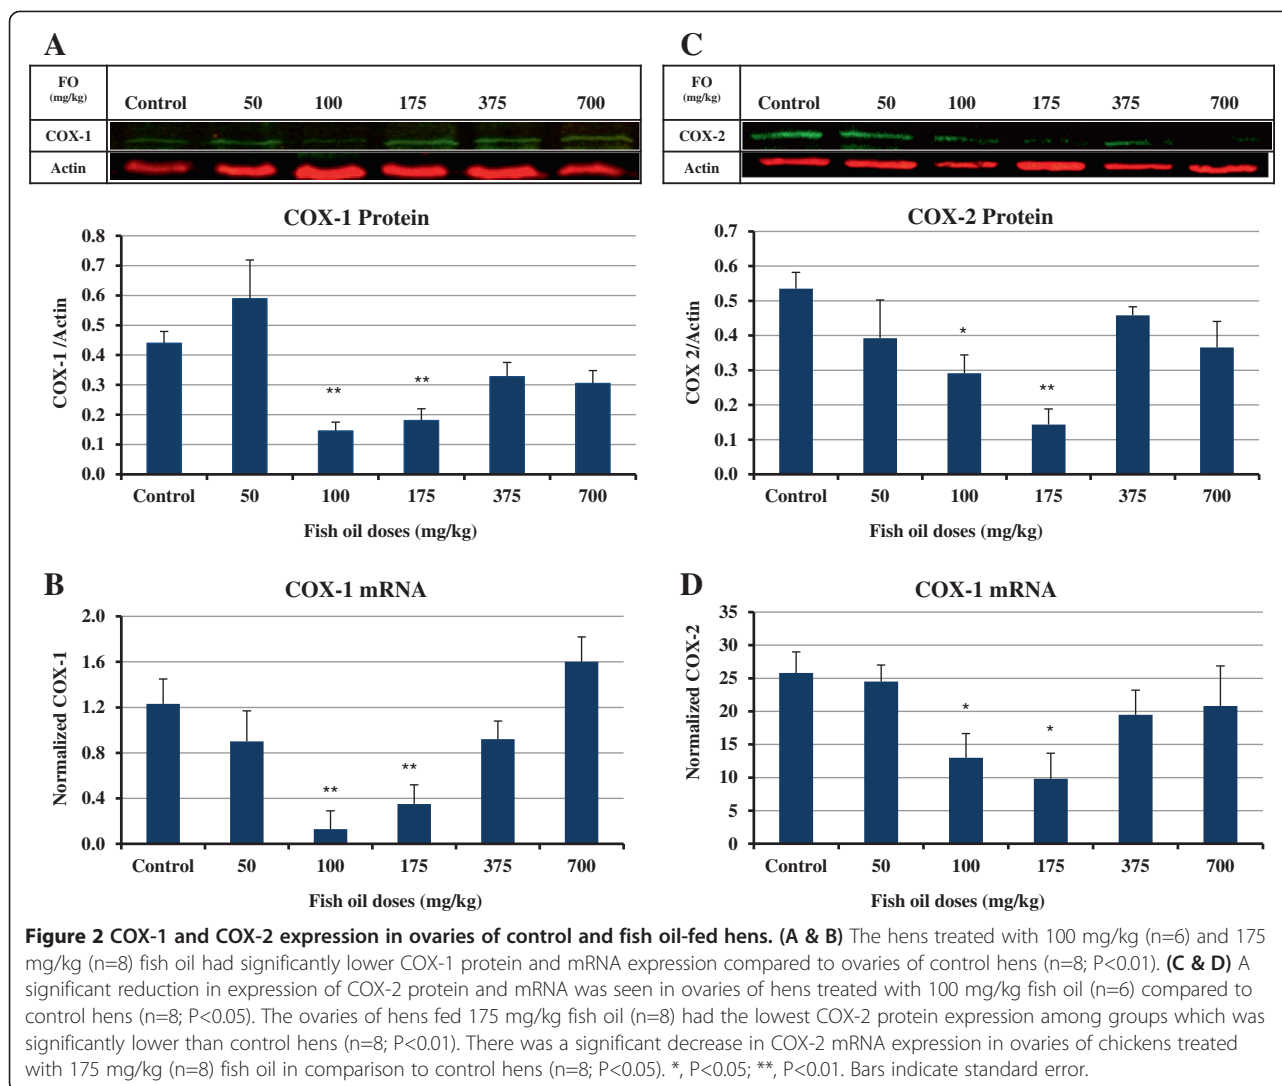 A
FO (mg/kg) Control 50 100 175 375 700
COX-1
Actin
COX-1 Protein
COX-1 /Actin
0.8
0.7
0.6
0.5
0.4
0.3
0.2
0.1
0.0
** **
Control 50 100 175 375 700
Fish oil doses (mg/kg)
C
FO (mg/kg) Control 50 100 175 375 700
COX-2
Actin
COX-2 Protein
COX 2/Actin
0.7
0.6
0.5
0.4
0.3
0.2
0.1
0.0
* **
Control 50 100 175 375 700
Fish oil doses (mg/kg)
B
COX-1 mRNA
Normalized COX-1
2.0
1.6
1.2
0.8
0.4
0.0
** **
Control 50 100 175 375 700
Fish oil doses (mg/kg)
D
COX-1 mRNA
Normalized COX-2
35
30
25
20
15
10
5
0
* *
Control 50 100 175 375 700
Fish oil doses (mg/kg)
Figure 2 COX-1 and COX-2 expression in ovaries of control and fish oil-fed hens. (A & B) The hens treated with 100 mg/kg (n=6) and 175
mg/kg (n=8) fish oil had significantly lower COX-1 protein and mRNA expression compared to ovaries of control hens (n=8; P<0.01). (C & D) A
significant reduction in expression of COX-2 protein and mRNA was seen in ovaries of hens treated with 100 mg/kg fish oil (n=6) compared to
control hens (n=8; P<0.05). The ovaries of hens fed 175 mg/kg fish oil (n=8) had the lowest COX-2 protein expression among groups which was
significantly lower than control hens (n=8; P<0.01). There was a significant decrease in COX-2 mRNA expression in ovaries of chickens treated
with 175 mg/kg (n=8) fish oil in comparison to control hens (n=8; P<0.05). *, P<0.05; **, P<0.01. Bars indicate standard error.